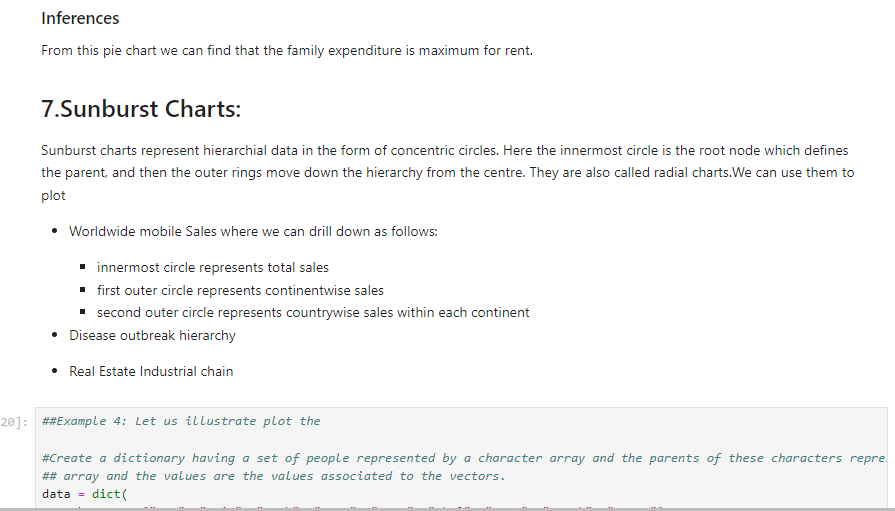 Inferences
From this pie chart we can find that the family expenditure is maximum for rent.
7.Sunburst Charts:
Sunburst charts represent hierarchial data in the form of concentric circles. Here the innermost circle is the root node which defines
the parent, and then the outer rings move down the hierarchy from the centre. They are also called radial charts.We can use them to
plot
• Worldwide mobile Sales where we can drill down as follows:
▪ innermost circle represents total sales
▪ first outer circle represents continentwise sales
▪ second outer circle represents countrywise sales within each continent
• Disease outbreak hierarchy
• Real Estate Industrial chain
20]: ##Example 4: Let us illustrate plot the
#Create a dictionary having a set of people represented by a character array and the parents of these characters repre
## array and the values are the values associated to the vectors.
data = dict(